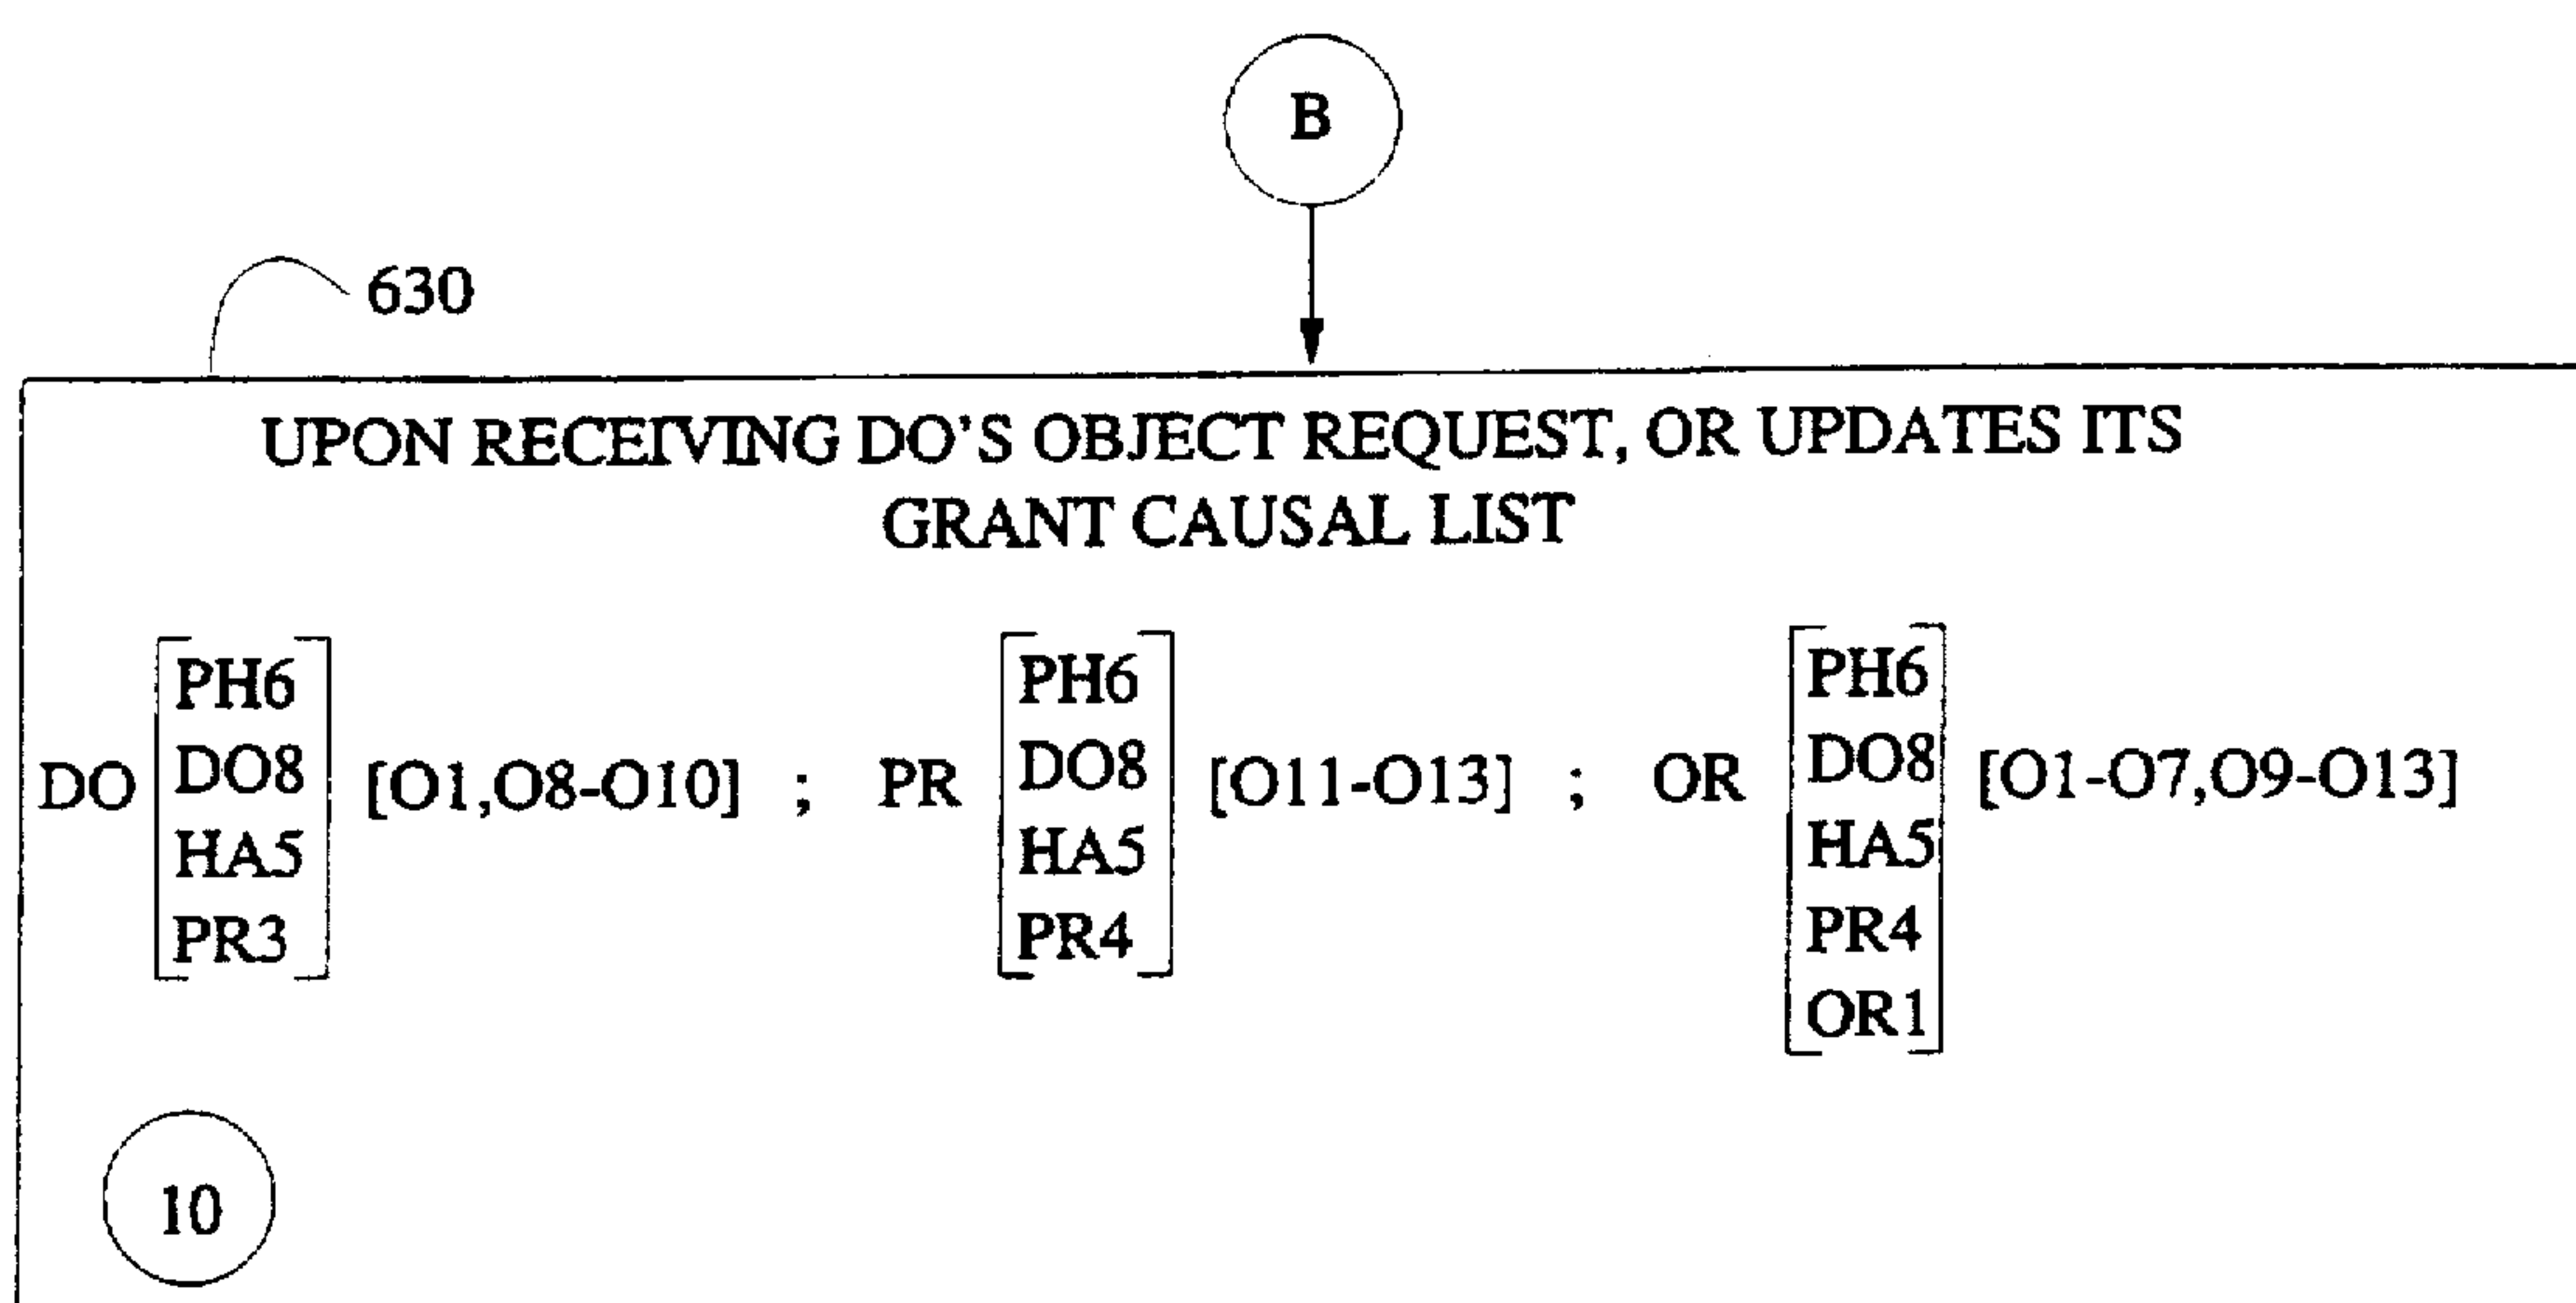 B
630
UPON RECEIVING DO'S OBJECT REQUEST, OR UPDATES ITS
GRANT CAUSAL LIST
DO [PH6 DO8 HA5 PR3] [O1,O8-O10] ; PR [PH6 DO8 HA5 PR4] [O11-O13] ; OR [PH6 DO8 HA5 PR4 OR1] [O1-O7,O9-O13]
10